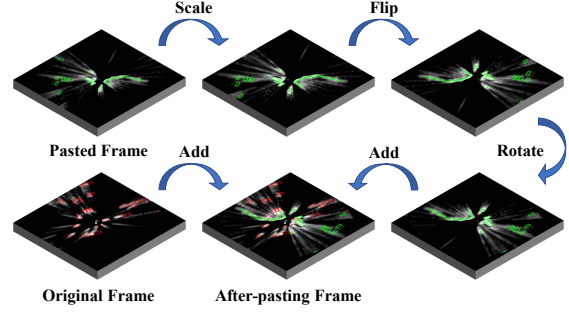 Scale
Flip
Pasted Frame
Add
Add
Rotate
Original Frame
After-pasting Frame